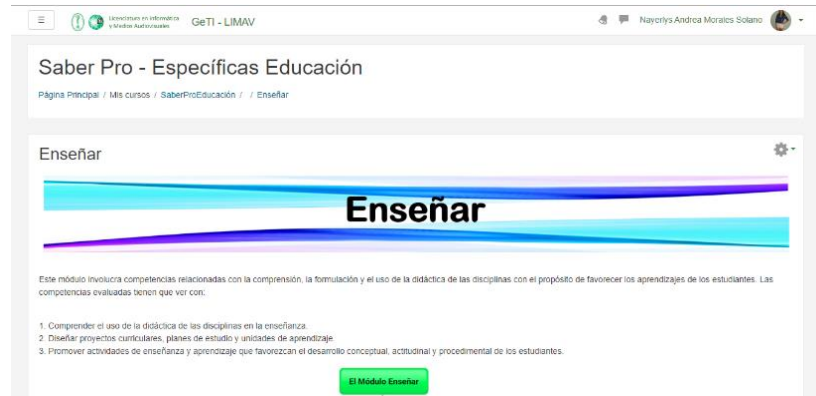 Licenciatura en Informática
y Medios Audiovisuales
GeTI - LIMAV
Nayerlys Andrea Morales Solano
Saber Pro - Específicas Educación
Página Principal / Mis cursos / SaberProEducación / / Enseñar
Enseñar
Enseñar
Este módulo involucra competencias relacionadas con la comprensión, la formulación y el uso de la didáctica de las disciplinas con el propósito de favorecer los aprendizajes de los estudiantes. Las
competencias evaluadas tienen que ver con:
1. Comprender el uso de la didáctica de las disciplinas en la enseñanza.
2. Diseñar proyectos curriculares, planes de estudio y unidades de aprendizaje
3. Promover actividades de enseñanza y aprendizaje que favorezcan el desarrollo conceptual, actitudinal y procedimental de los estudiantes.
El Módulo Enseñar